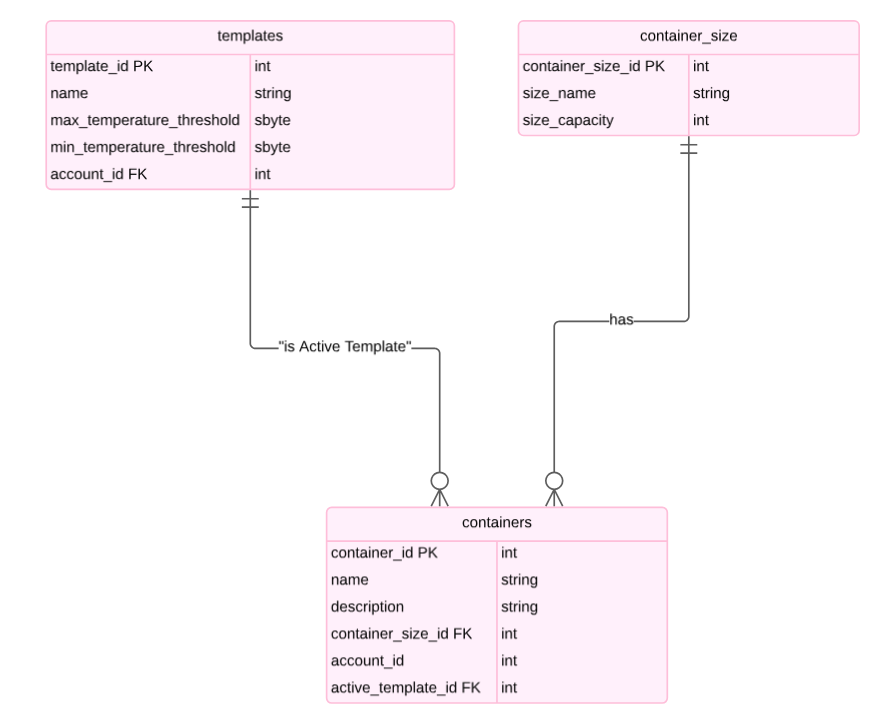 templates
template_id PK int
name string
max_temperature_threshold sbyte
min_temperature_threshold sbyte
account_id FK int
container_size
container_size_id PK int
size_name string
size_capacity int
has
"is Active Template"
containers
container_id PK int
name string
description string
container_size_id FK int
account_id int
active_template_id FK int